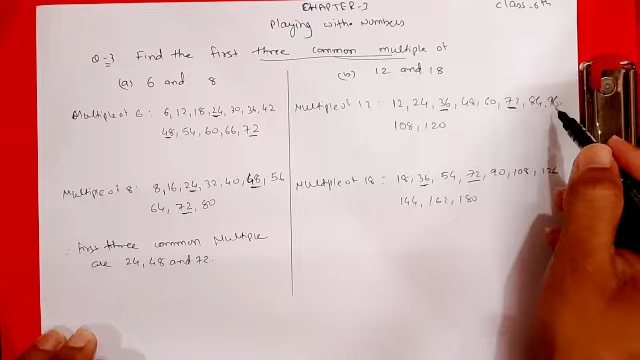 CHAPTER-3
Class-6th
Playing withe Numbers
Q-3 Find the first three common multiple of
(a) 6 and 8
Multiple of 6: 6, 12, 18, 24, 30, 36, 42
48, 54, 60, 66, 72
Multiple of 8: 8, 16, 24, 32, 40, 48, 56
64, 72, 80
∴ first three common Multiple
are 24, 48 and 72.
(b) 12 and 18
Multiple of 12: 12, 24, 36, 48, 60, 72, 84,
108, 120
Multiple of 18: 18, 36, 54, 72, 90, 108, 126
144, 162, 180